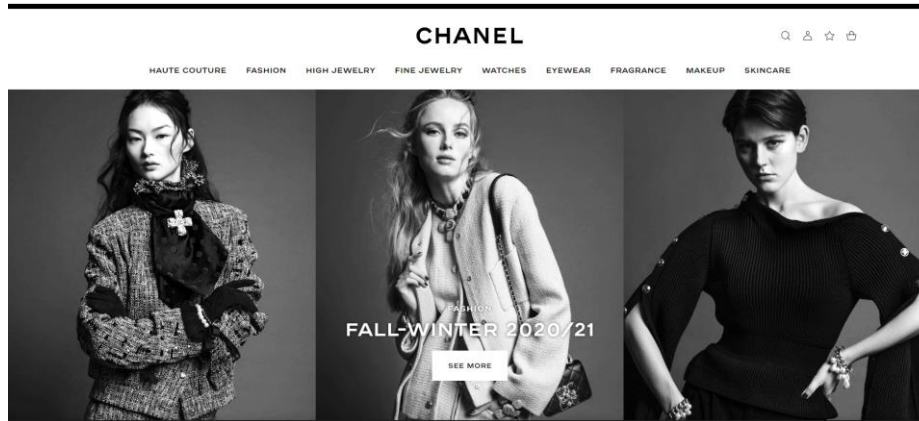 CHANEL
HAUTE COUTURE FASHION HIGH JEWELRY FINE JEWELRY WATCHES EYEWEAR FRAGRANCE MAKEUP SKINCARE
FASHION
FALL-WINTER 2020/21
SEE MORE